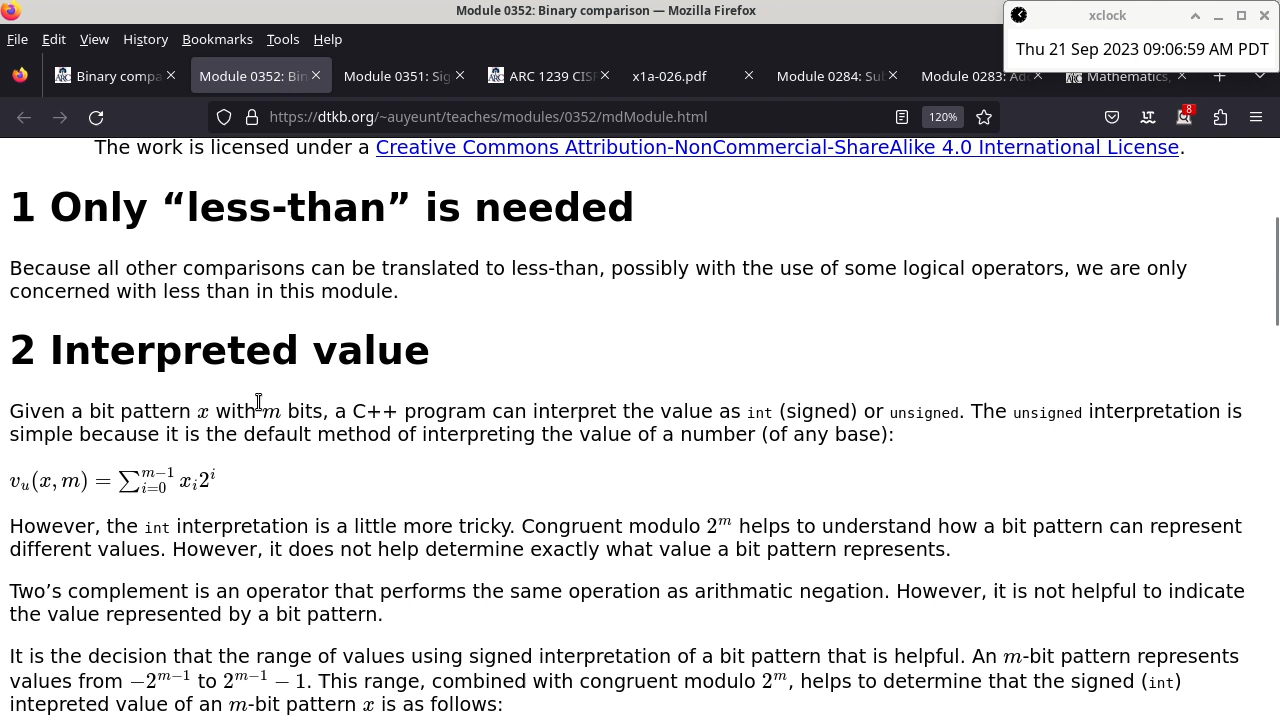 Module 0352: Binary comparison — Mozilla Firefox
xclock
Thu 21 Sep 2023 09:06:59 AM PDT
File Edit View History Bookmarks Tools Help
ARC Binary compa
Module 0352: Bin
Module 0351: Sig
ARC ARC 1239 CISP
x1a-026.pdf
Module 0284: Sul
Module 0283: Add
ARC Mathematics,
https://dtkb.org/~auyeunt/teaches/modules/0352/mdModule.html
120%
8
The work is licensed under a Creative Commons Attribution-NonCommercial-ShareAlike 4.0 International License.
1 Only “less-than” is needed
Because all other comparisons can be translated to less-than, possibly with the use of some logical operators, we are only
concerned with less than in this module.
2 Interpreted value
Given a bit pattern x with m bits, a C++ program can interpret the value as int (signed) or unsigned. The unsigned interpretation is
simple because it is the default method of interpreting the value of a number (of any base):
v_u(x, m) = ∑_{i=0}^{m−1} x_i 2^i
However, the int interpretation is a little more tricky. Congruent modulo 2^m helps to understand how a bit pattern can represent
different values. However, it does not help determine exactly what value a bit pattern represents.
Two’s complement is an operator that performs the same operation as arithmatic negation. However, it is not helpful to indicate
the value represented by a bit pattern.
It is the decision that the range of values using signed interpretation of a bit pattern that is helpful. An m-bit pattern represents
values from −2^{m−1} to 2^{m−1} − 1. This range, combined with congruent modulo 2^m, helps to determine that the signed (int)
intepreted value of an m-bit pattern x is as follows: